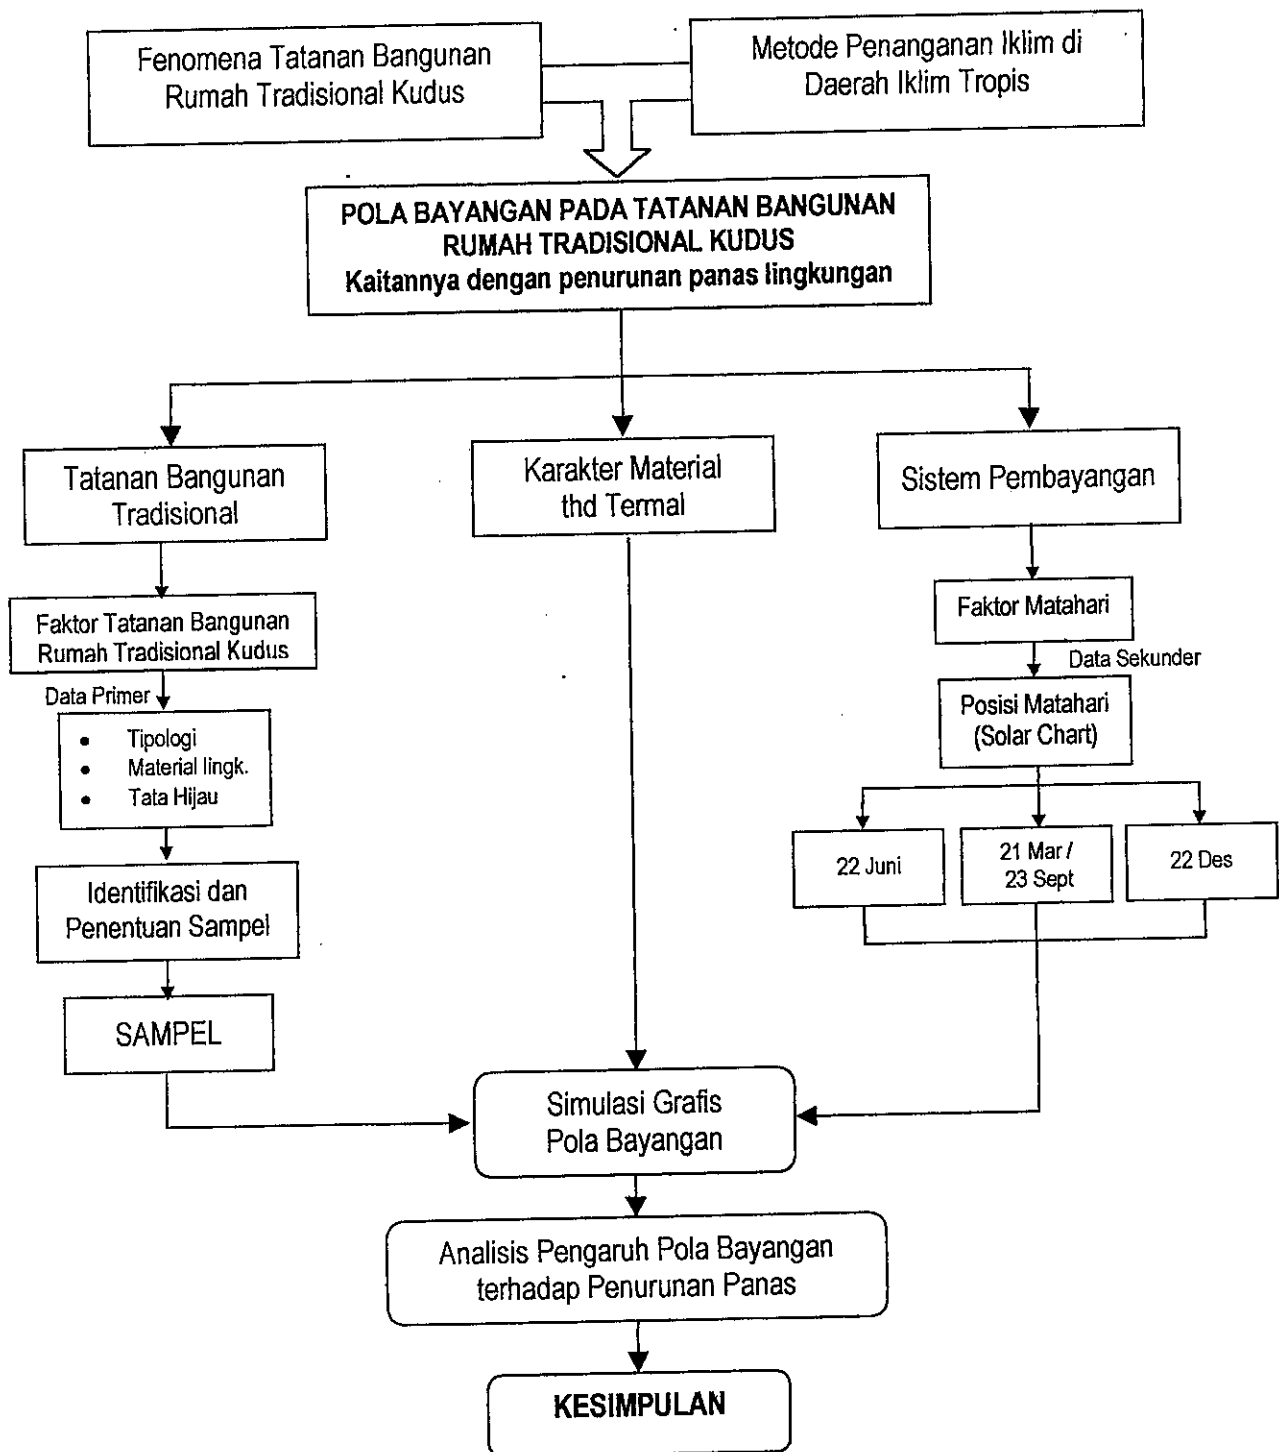 Fenomena Tatanan Bangunan
Rumah Tradisional Kudus
Metode Penanganan Iklim di
Daerah Iklim Tropis
POLA BAYANGAN PADA TATANAN BANGUNAN
RUMAH TRADISIONAL KUDUS
Kaitannya dengan penurunan panas lingkungan
Tatanan Bangunan
Tradisional
Karakter Material
thd Termal
Sistem Pembayangan
Faktor Tatanan Bangunan
Rumah Tradisional Kudus
Data Primer
• Tipologi
• Material lingk.
• Tata Hijau
Identifikasi dan
Penentuan Sampel
SAMPEL
Faktor Matahari
Data Sekunder
Posisi Matahari
(Solar Chart)
22 Juni
21 Mar /
23 Sept
22 Des
Simulasi Grafis
Pola Bayangan
Analisis Pengaruh Pola Bayangan
terhadap Penurunan Panas
KESIMPULAN